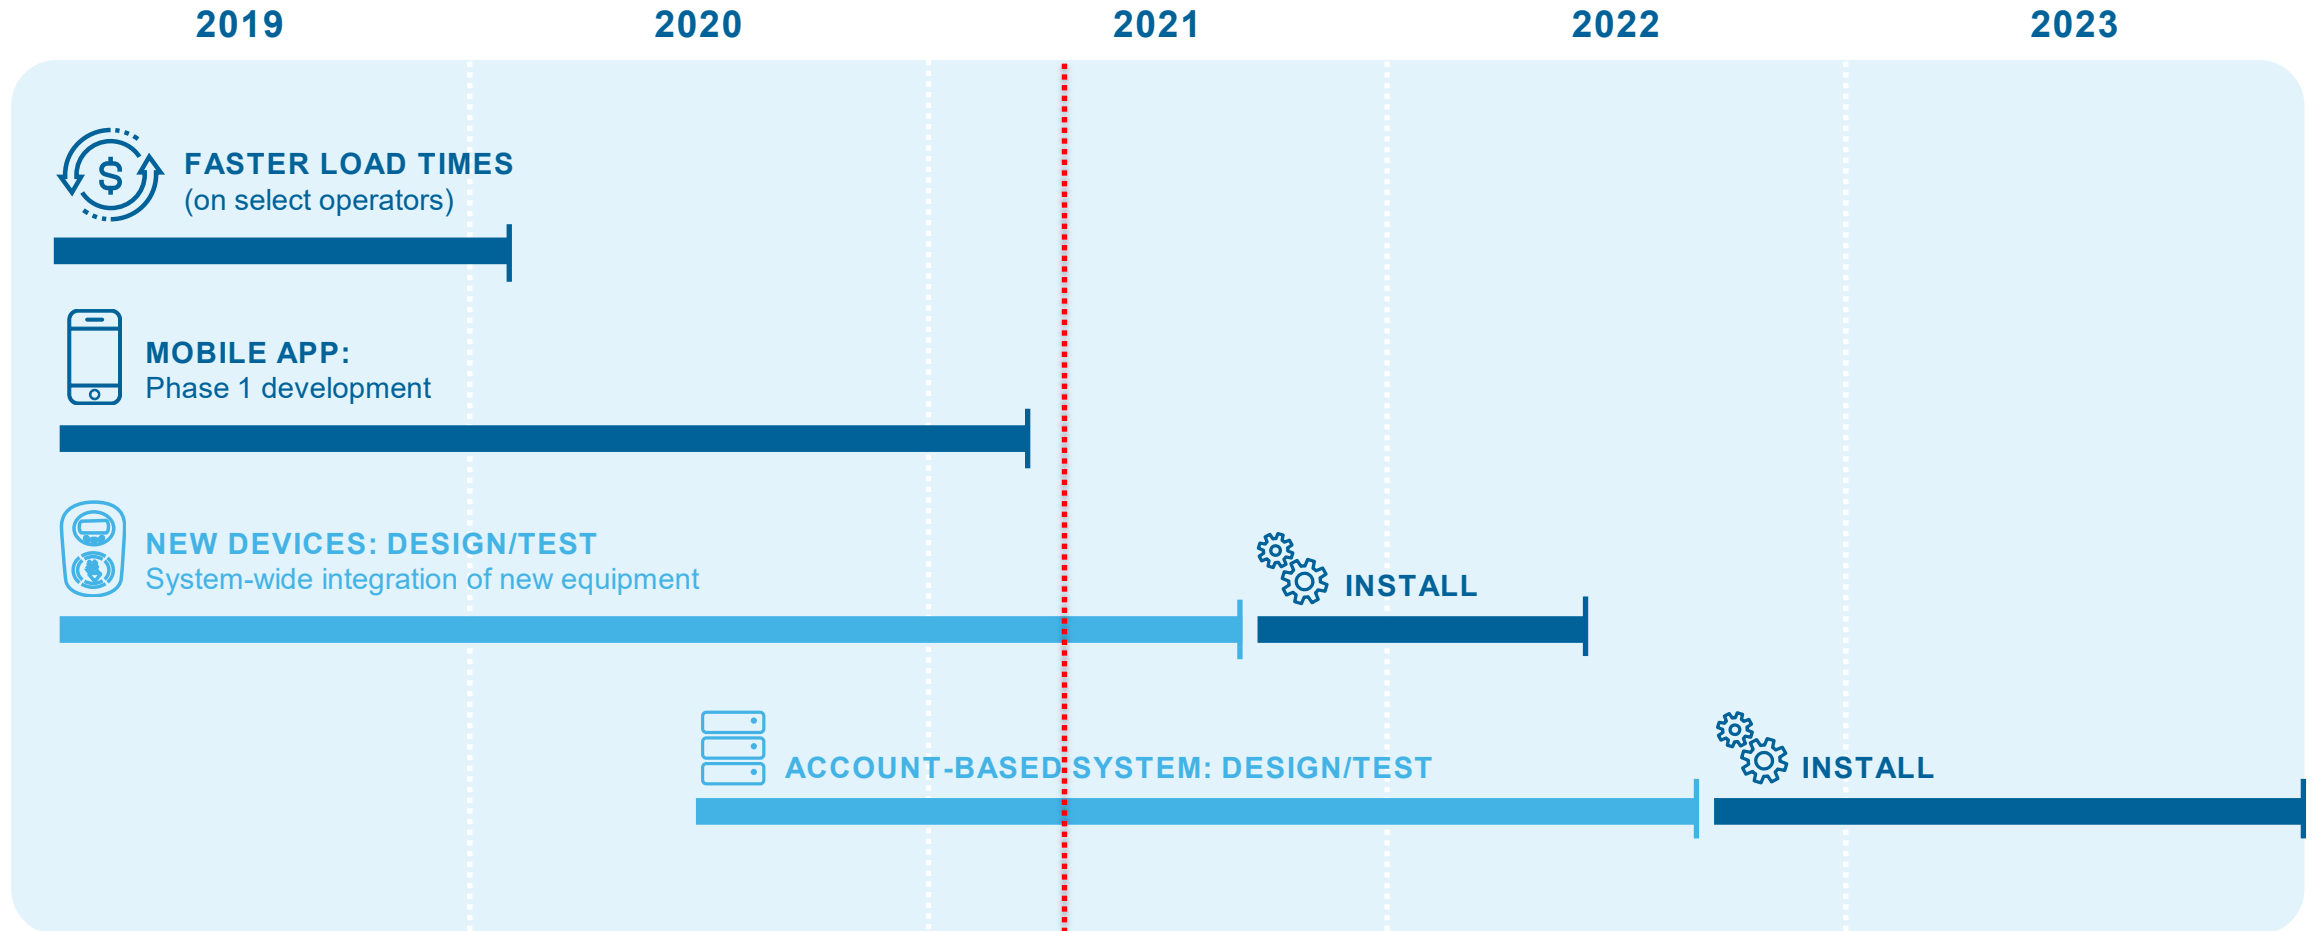 2019 2020 2021 2022 2023
FASTER LOAD TIMES
(on select operators)
MOBILE APP:
Phase 1 development
NEW DEVICES: DESIGN/TEST
System-wide integration of new equipment
INSTALL
ACCOUNT-BASED SYSTEM: DESIGN/TEST
INSTALL